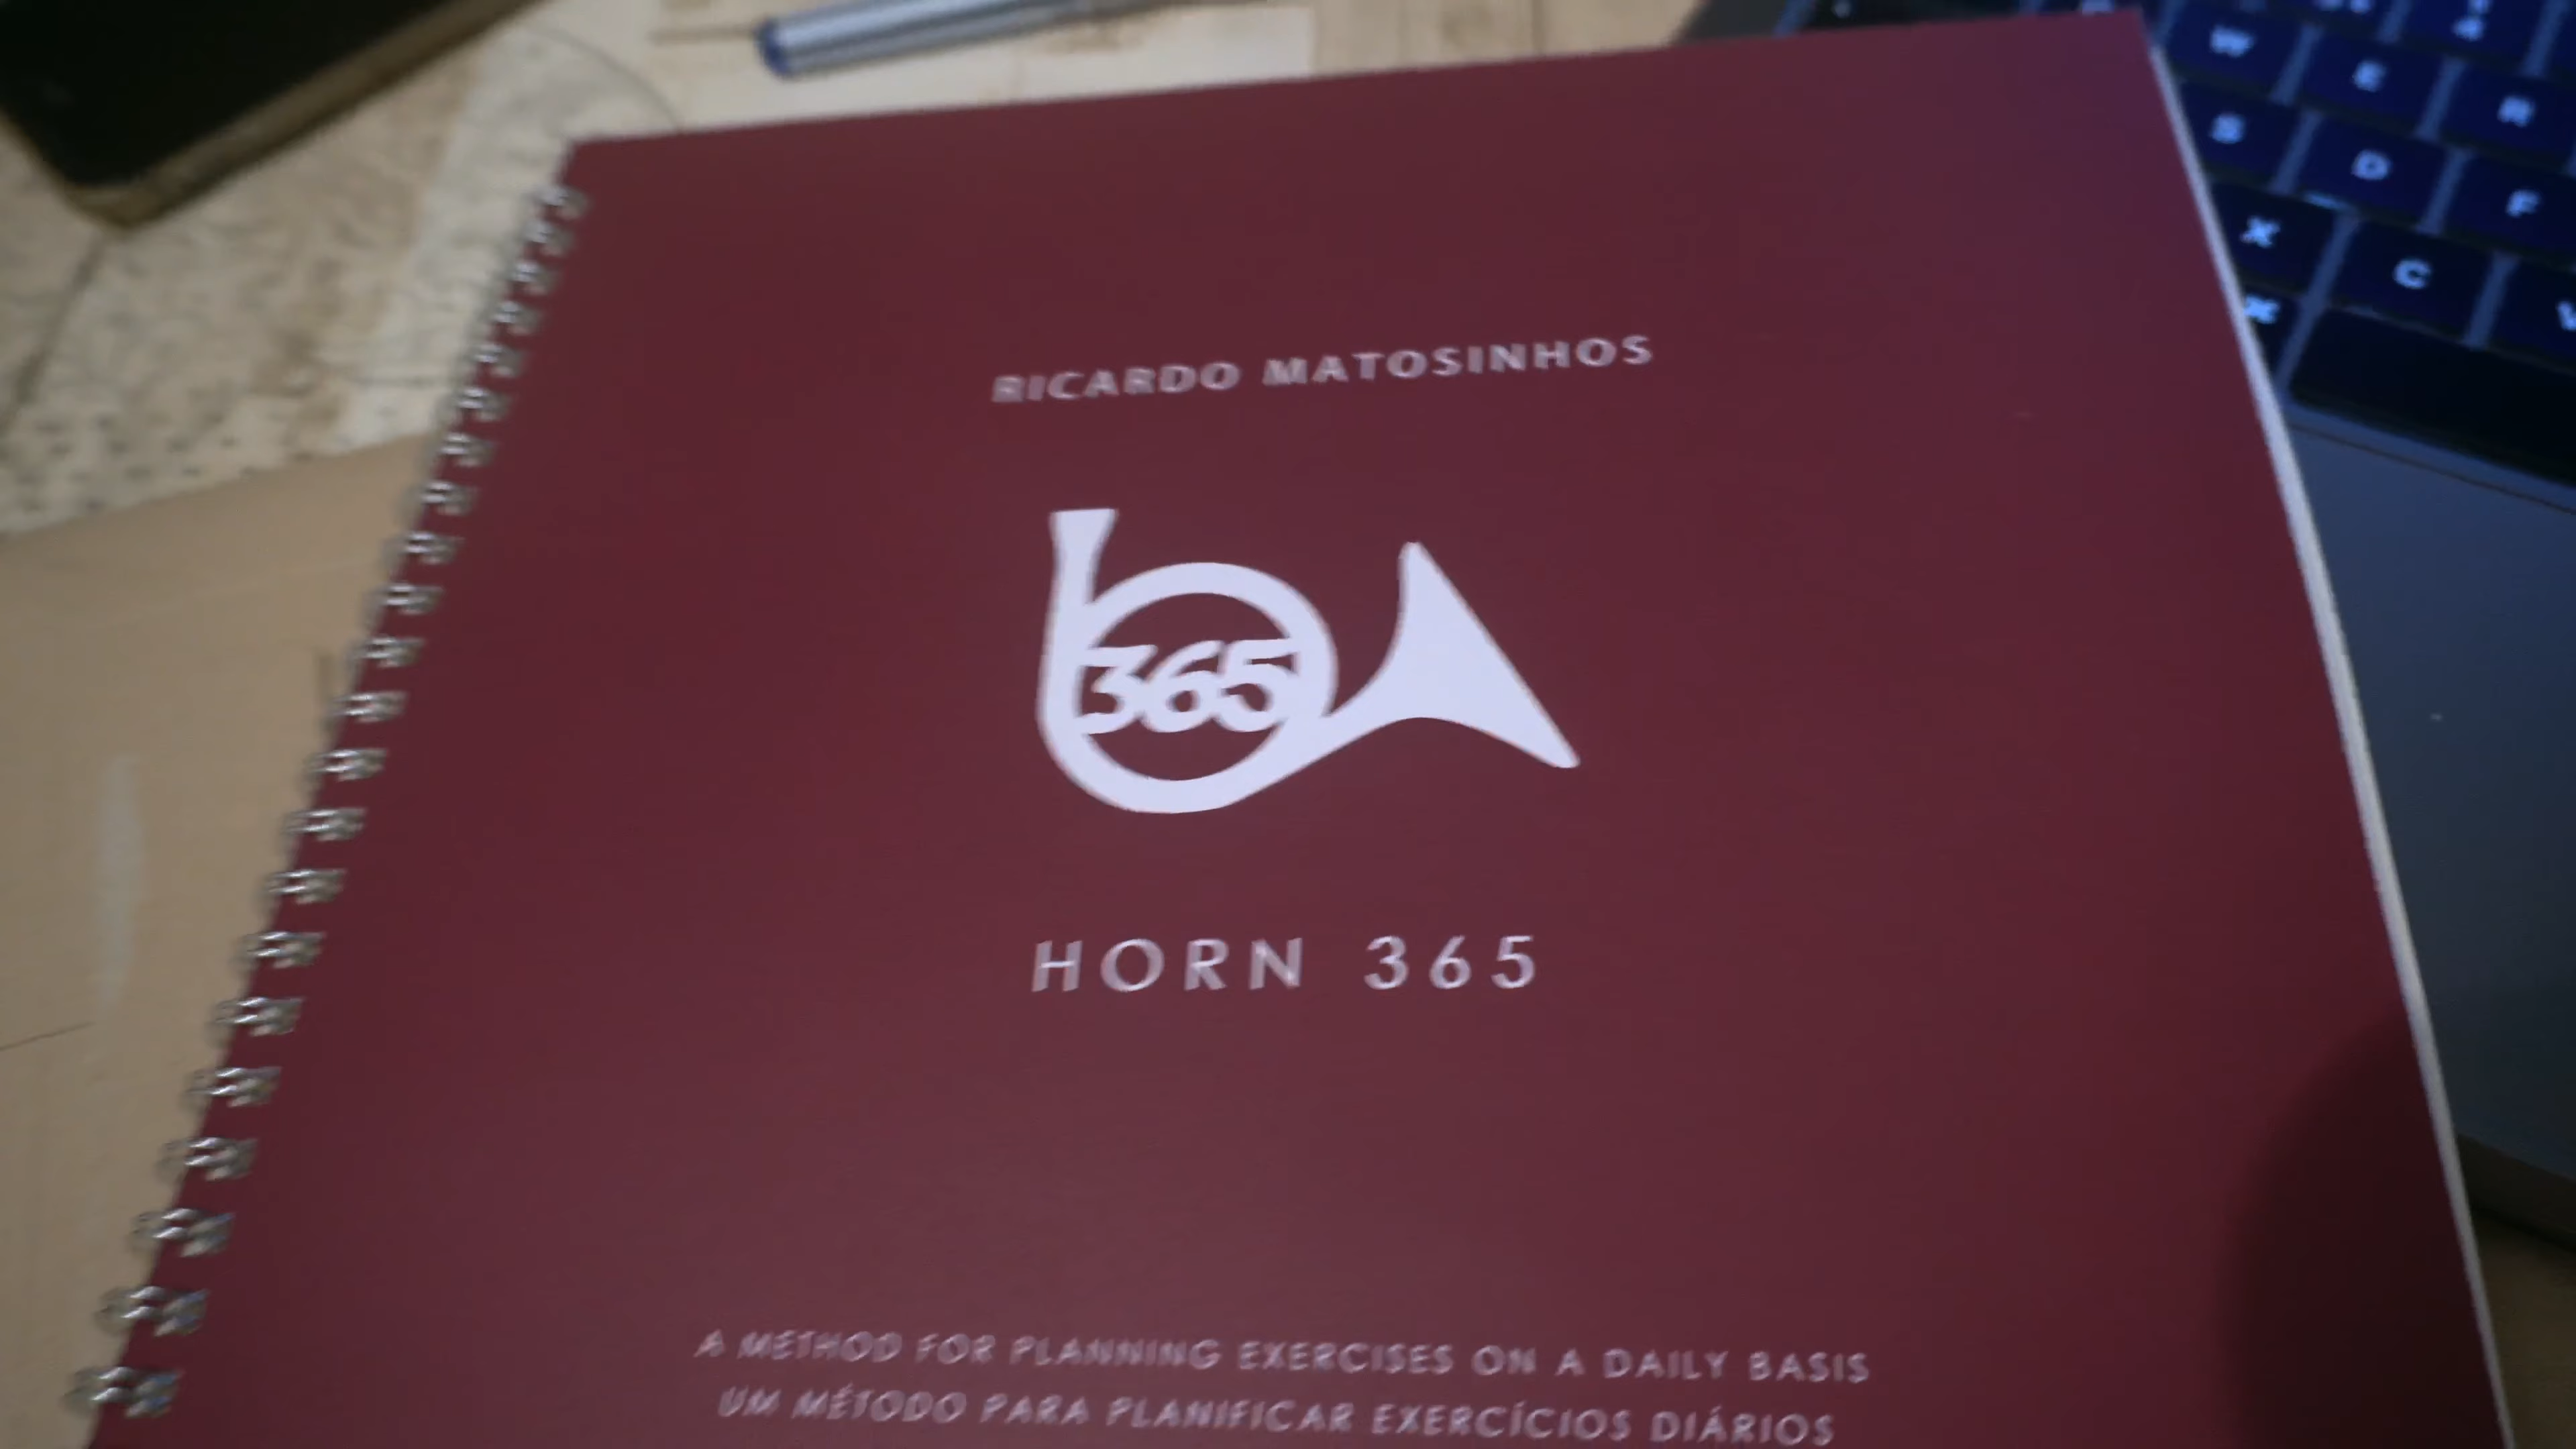 RICARDO MATOSINHOS
365
HORN 365
A METHOD FOR PLANNING EXERCISES ON A DAILY BASIS
UM MÉTODO PARA PLANIFICAR EXERCÍCIOS DIÁRIOS
W E R
S D F
X C